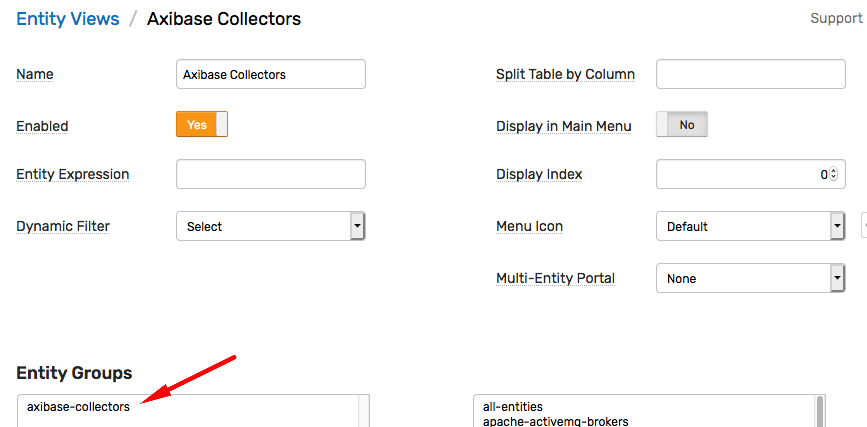 Entity Views / Axibase Collectors
Support
Name
Axibase Collectors
Split Table by Column
Enabled
Yes
Display in Main Menu
No
Entity Expression
Display Index
0
Dynamic Filter
Select
Menu Icon
Default
Multi-Entity Portal
None
Entity Groups
axibase-collectors
all-entities
apache-activemq-brokers